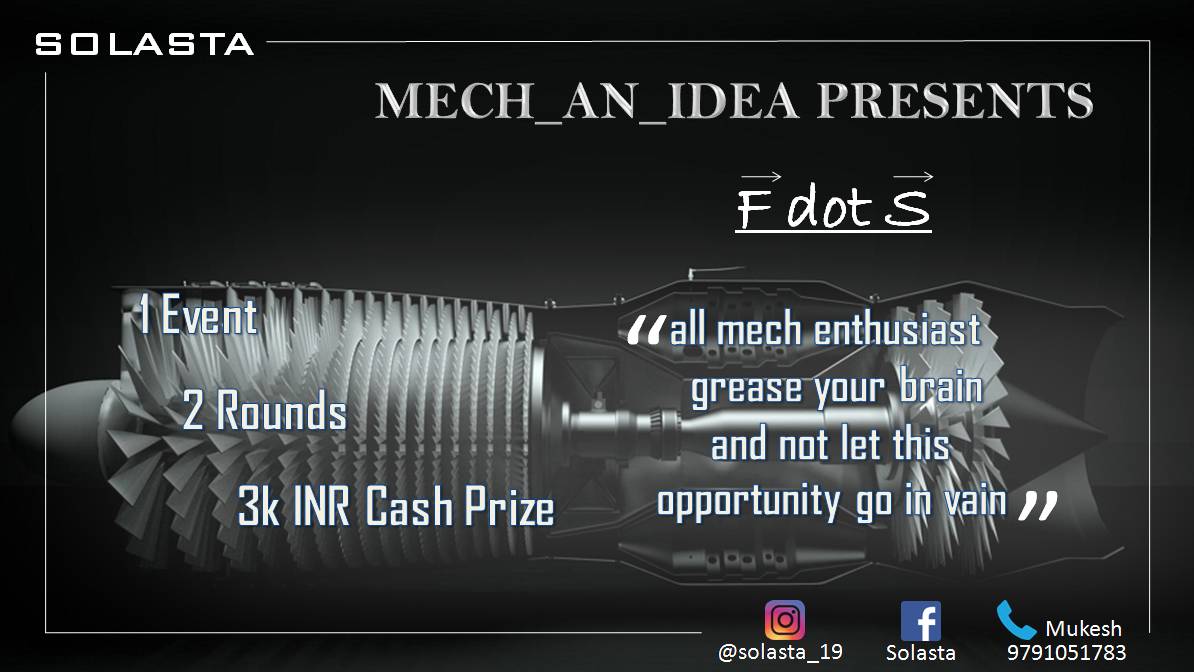 SOLASTA
MECH_AN_IDEA PRESENTS
F dot S
1 Event
2 Rounds
3k INR Cash Prize
“all mech enthusiast
grease your brain
and not let this
opportunity go in vain”
@solasta_19
Solasta
Mukesh
9791051783